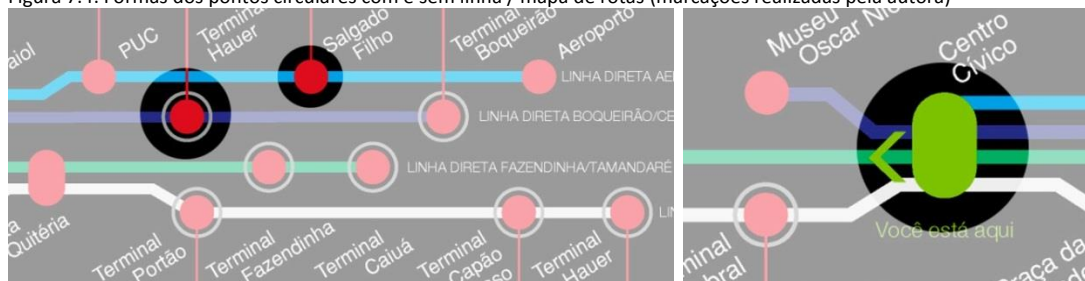 Figura 7.4: Formas dos pontos circulares com e sem linha / mapa de rotas (marcações realizadas pela autora)
PUC
Terminal
Hauer
Salgado
Filho
Terminal
Boqueirão
Aeroporto
LINHA DIRETA AE
LINHA DIRETA BOQUEIRÃO/CE
LINHA DIRETA FAZENDINHA/TAMANDARÉ
Quitéria
Terminal
Portão
Terminal
Fazendinha
Terminal
Caiuá
Terminal
Capão
Terminal
Hauer
Museu
Oscar Nie
Centro
Cívico
Você está aqui